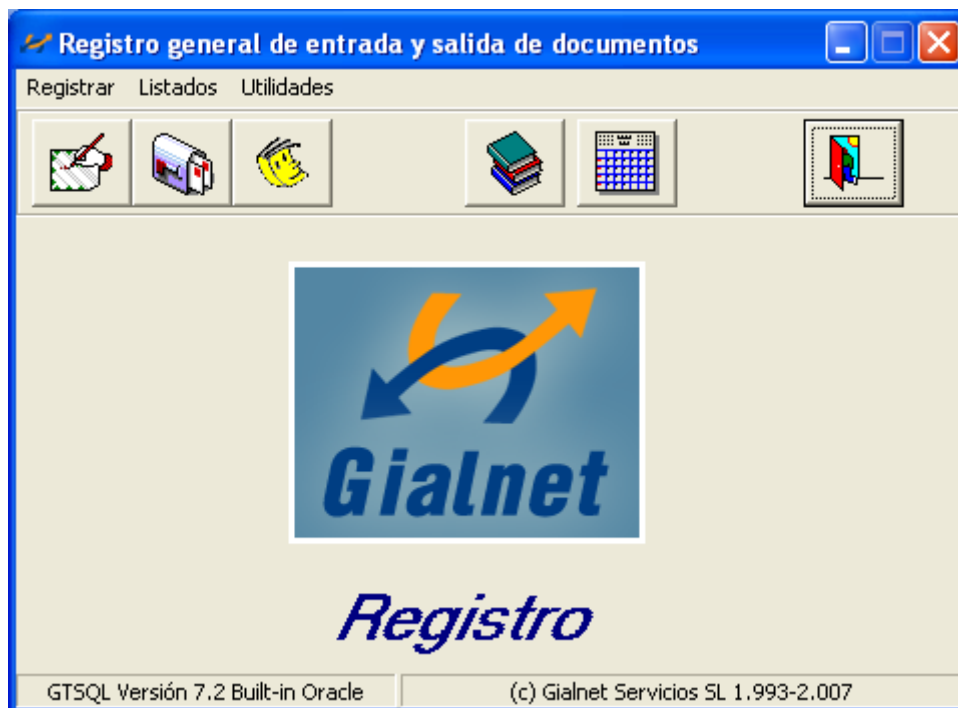 Registro general de entrada y salida de documentos
Registrar Listados Utilidades
Gialnet
Registro
GTSQL Versión 7.2 Built-in Oracle (c) Gialnet Servicios SL 1.993-2.007